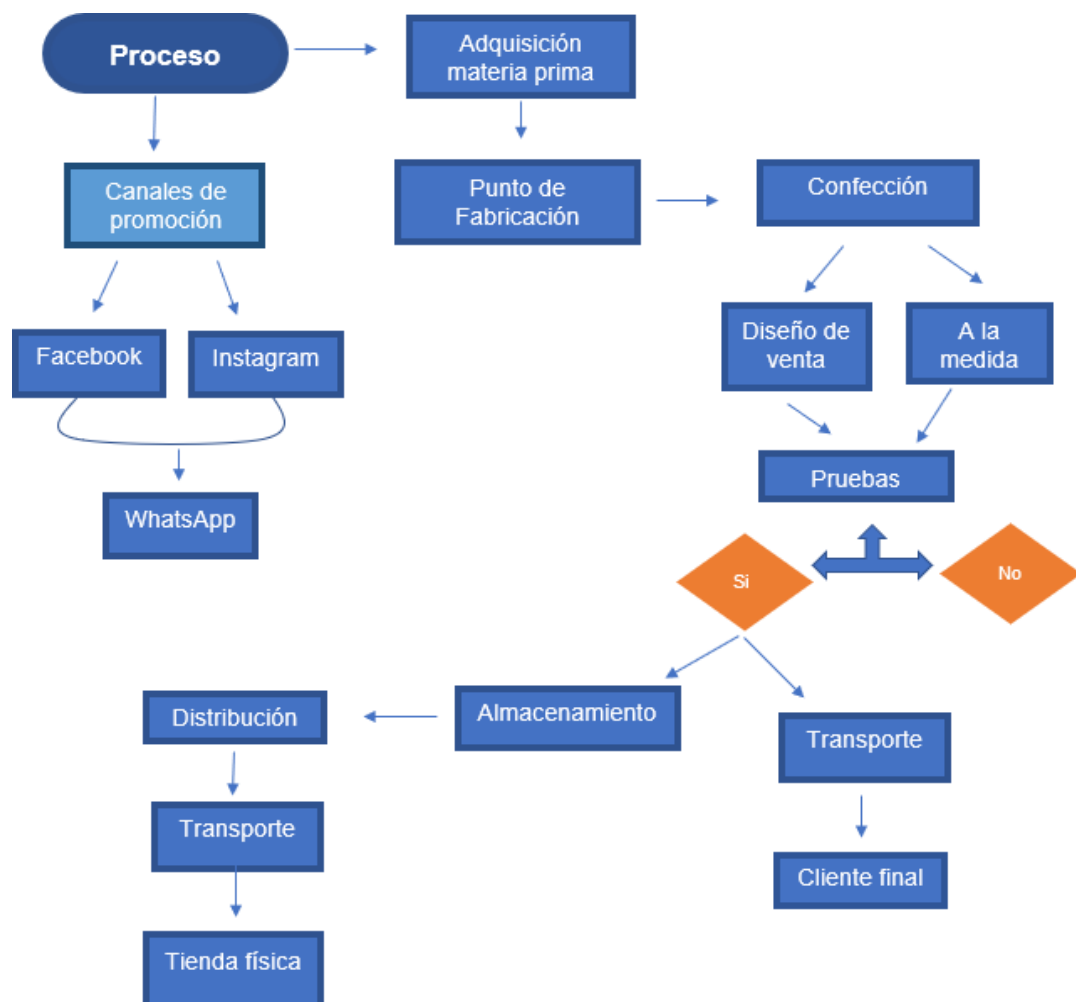 Proceso
Adquisición
materia prima
Canales de
promoción
Punto de
Fabricación
Confección
Facebook
Instagram
Diseño de
venta
A la
medida
Pruebas
WhatsApp
Si
No
Distribución
Almacenamiento
Transporte
Transporte
Cliente final
Tienda física